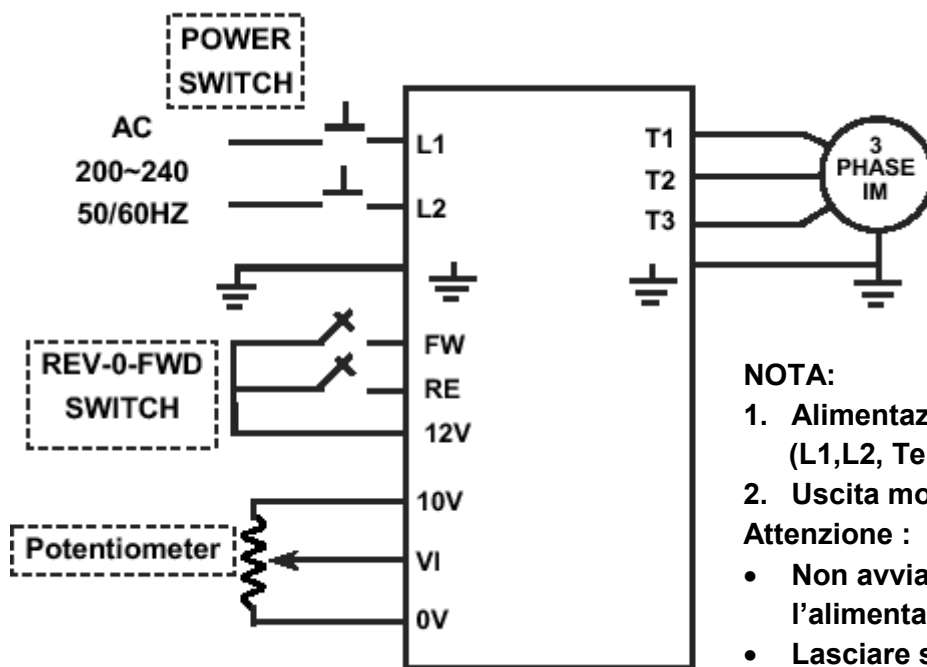 POWER
SWITCH
AC
200~240
50/60HZ
L1
L2
T1
T2
T3
3
PHASE
IM
REV-0-FWD
SWITCH
FW
RE
12V
Potentiometer
10V
VI
0V
NOTA:
1. Alimentaz
(L1,L2, Te
2. Uscita mo
Attenzione :
• Non avvia
l’alimenta
• Lasciare s